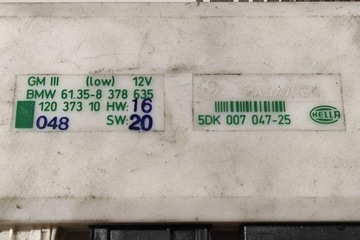 GM III (low) 12V
BMW 61.35-8 378 635
120 373 10 HW: 16
048 SW: 20
5DK 007 047-25
HELLA